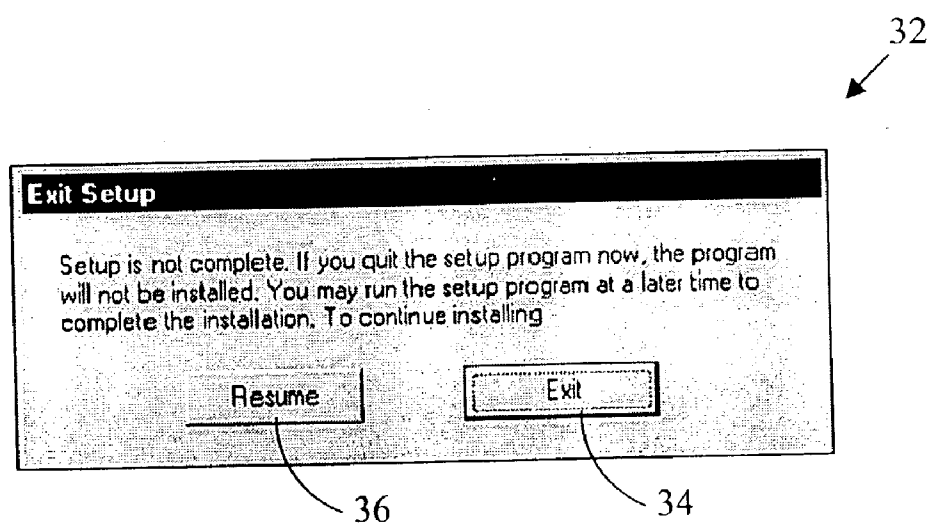 32
Exit Setup
Setup is not complete. If you quit the setup program now, the program
will not be installed. You may run the setup program at a later time to
complete the installation. To continue installing
Resume
Exit
36
34